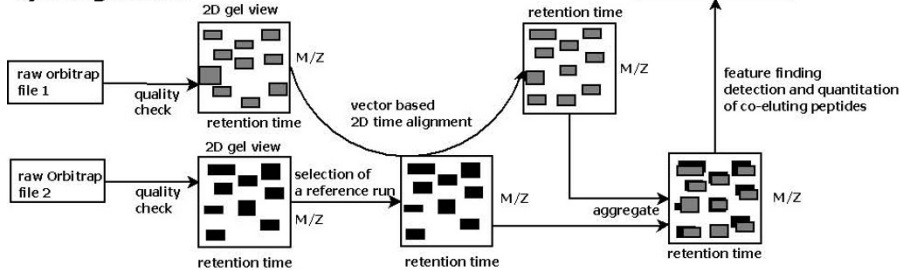 2D gel view
retention time
M/Z
M/Z
raw orbitrap
file 1
quality
check
feature finding
detection and quantitation
of co-eluting peptides
vector based
2D time alignment
retention time
2D gel view
raw Orbitrap
file 2
quality
check
selection of
a reference run
M/Z
M/Z
aggregate
M/Z
retention time
retention time
retention time